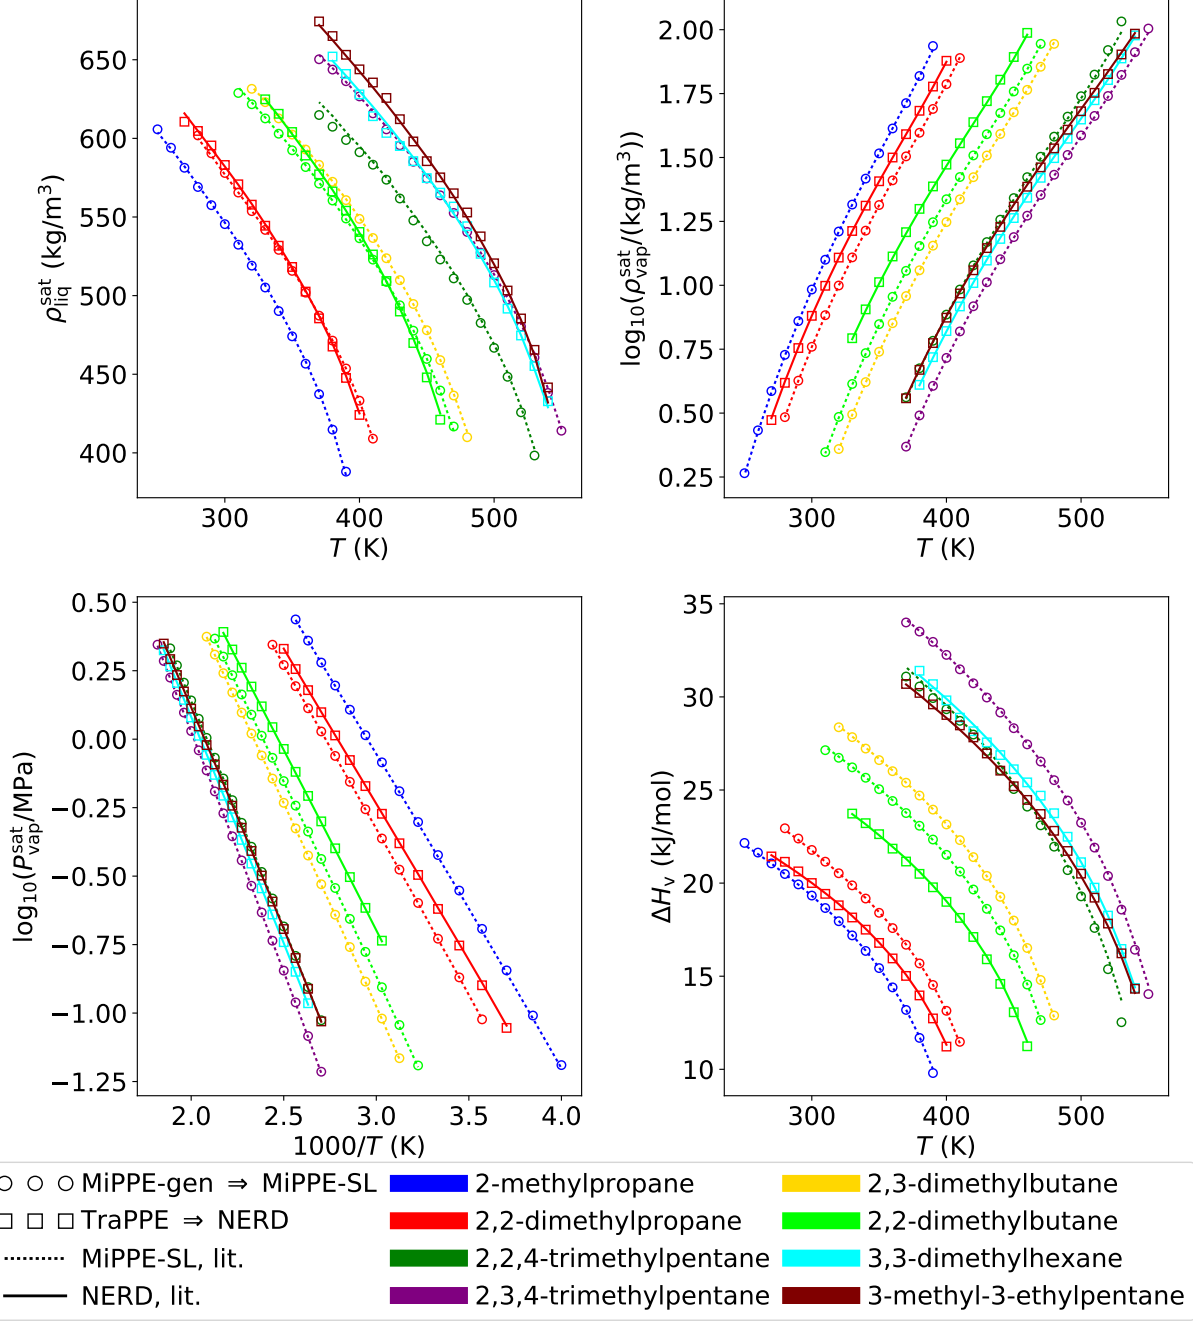 650
600
550
500
450
400
ρ_liq^sat (kg/m³)
300 400 500
T (K)
2.00
1.75
1.50
1.25
1.00
0.75
0.50
0.25
log₁₀(ρ_vap^sat/(kg/m³))
300 400 500
T (K)
0.50
0.25
0.00
−0.25
−0.50
−0.75
−1.00
−1.25
log₁₀(P_vap^sat/MPa)
2.0 2.5 3.0 3.5 4.0
1000/T (K)
35
30
25
20
15
10
ΔH_v (kJ/mol)
300 400 500
T (K)
MiPPE-gen ⇒ MiPPE-SL
TraPPE ⇒ NERD
MiPPE-SL, lit.
NERD, lit.
2-methylpropane
2,2-dimethylpropane
2,2,4-trimethylpentane
2,3,4-trimethylpentane
2,3-dimethylbutane
2,2-dimethylbutane
3,3-dimethylhexane
3-methyl-3-ethylpentane